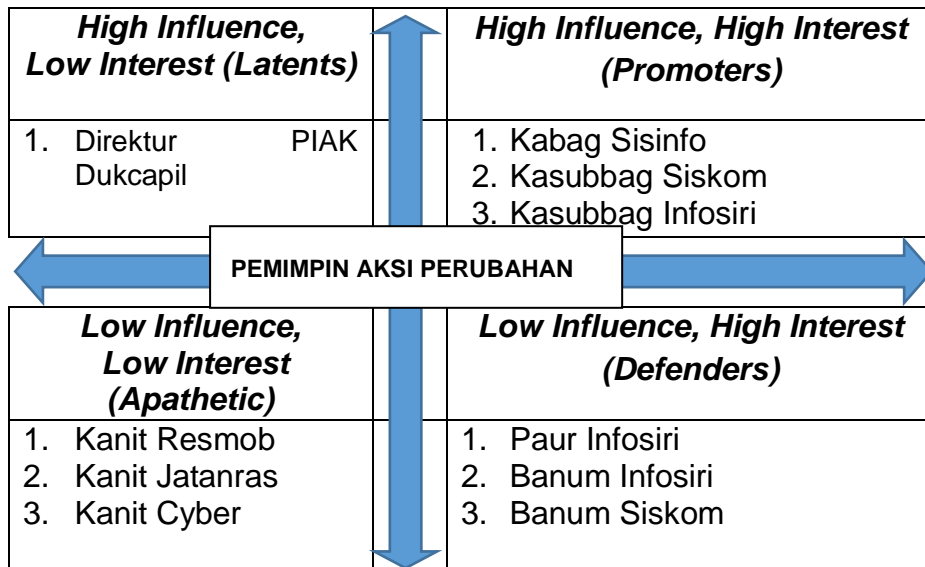 High Influence,
Low Interest (Latents)
High Influence, High Interest
(Promoters)
1. Direktur PIAK
Dukcapil
1. Kabag Sisinfo
2. Kasubbag Siskom
3. Kasubbag Infosiri
PEMIMPIN AKSI PERUBAHAN
Low Influence,
Low Interest
(Apathetic)
Low Influence, High Interest
(Defenders)
1. Kanit Resmob
2. Kanit Jatanras
3. Kanit Cyber
1. Paur Infosiri
2. Banum Infosiri
3. Banum Siskom